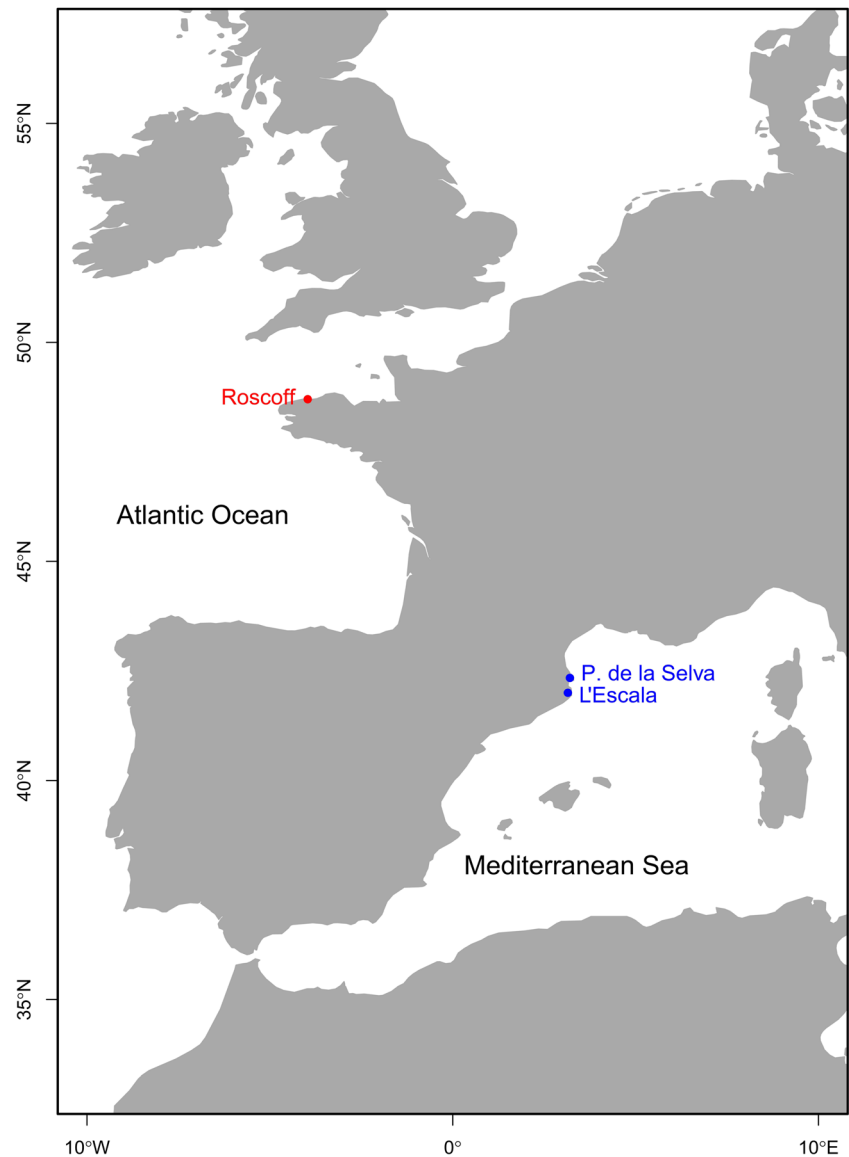 55°N
50°N
Roscoff
Atlantic Ocean
45°N
P. de la Selva
L'Escala
40°N
Mediterranean Sea
35°N
10°W
0°
10°E